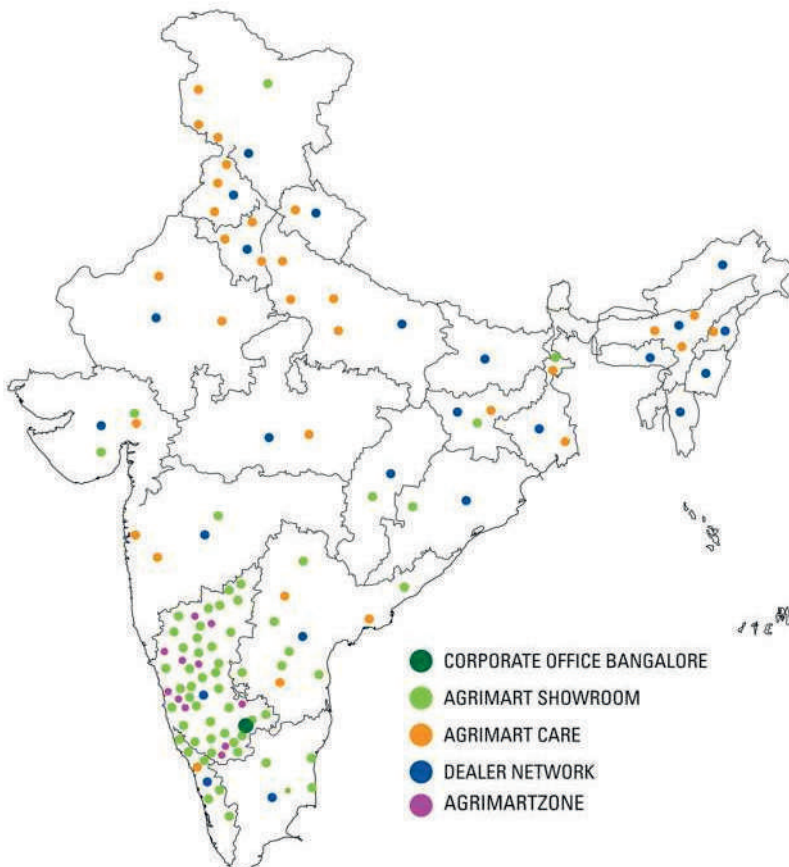 CORPORATE OFFICE BANGALORE
AGRIMART SHOWROOM
AGRIMART CARE
DEALER NETWORK
AGRIMARTZONE